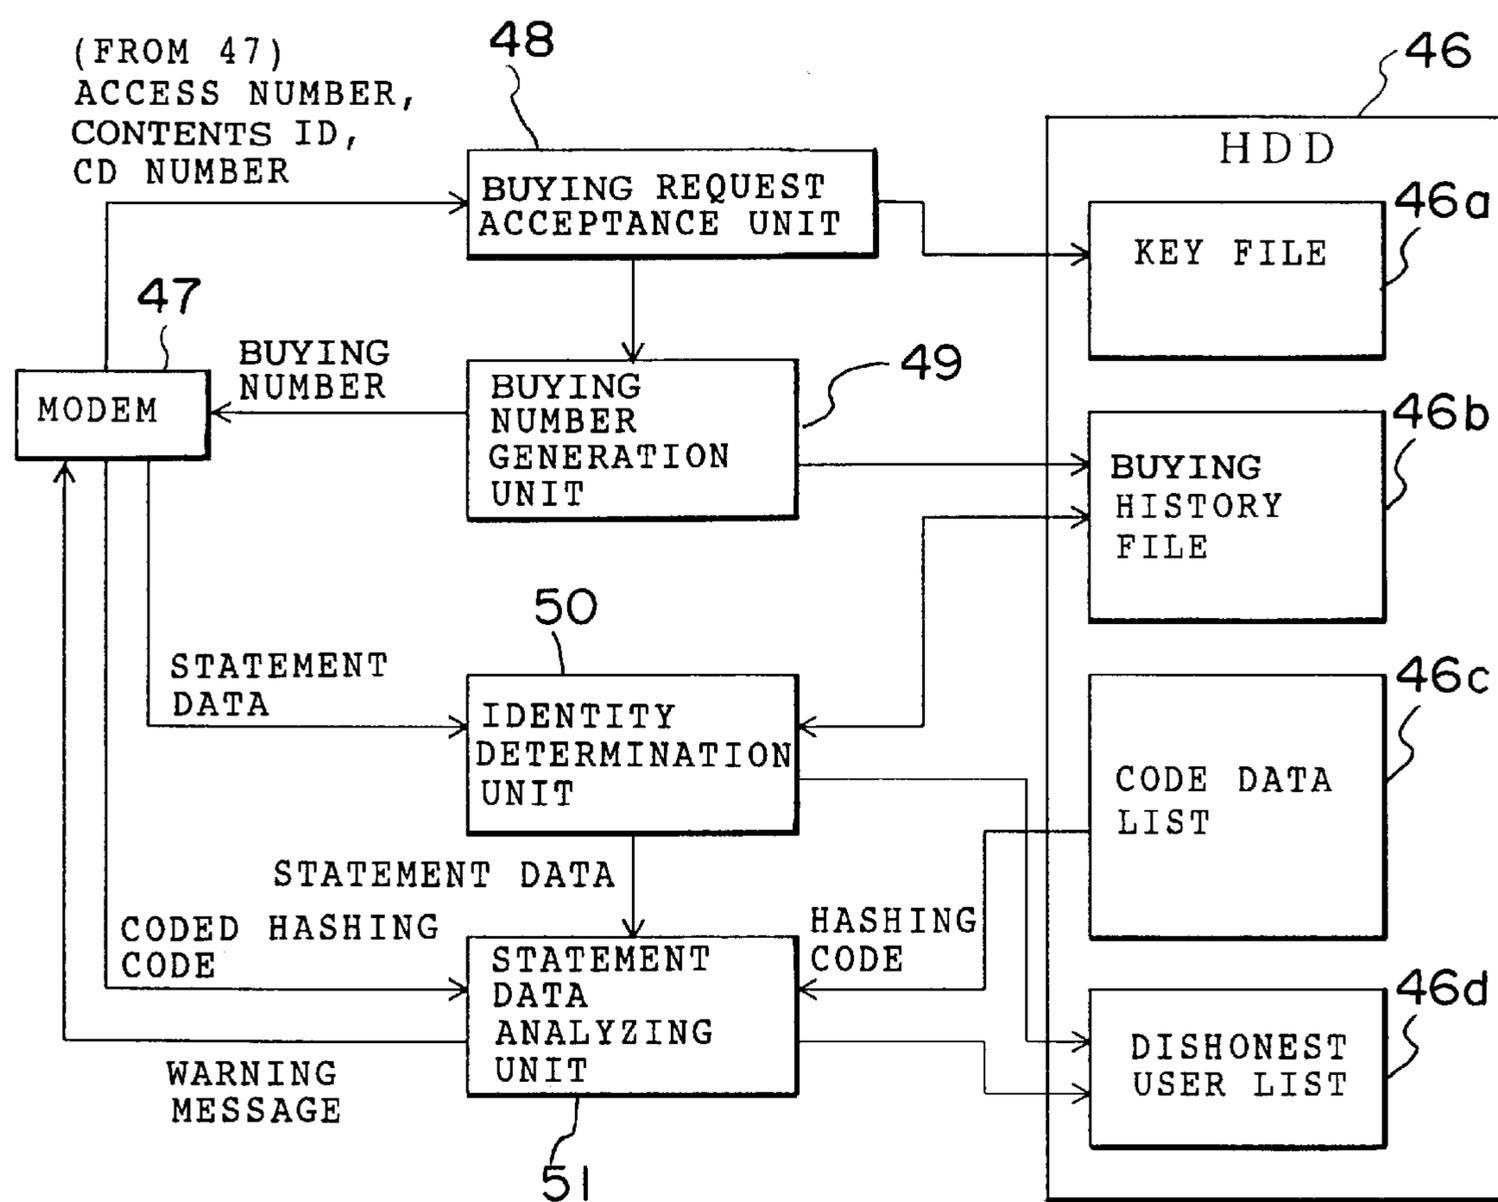 (FROM 47)
ACCESS NUMBER,
CONTENTS ID,
CD NUMBER
48
46
HDD
BUYING REQUEST
ACCEPTANCE UNIT
46a
KEY FILE
47
MODEM
BUYING
NUMBER
BUYING
NUMBER
GENERATION
UNIT
49
46b
BUYING
HISTORY
FILE
50
STATEMENT
DATA
IDENTITY
DETERMINATION
UNIT
46c
CODE DATA
LIST
STATEMENT DATA
CODED HASHING
CODE
HASHING
CODE
STATEMENT
DATA
ANALYZING
UNIT
46d
DISHONEST
USER LIST
WARNING
MESSAGE
51